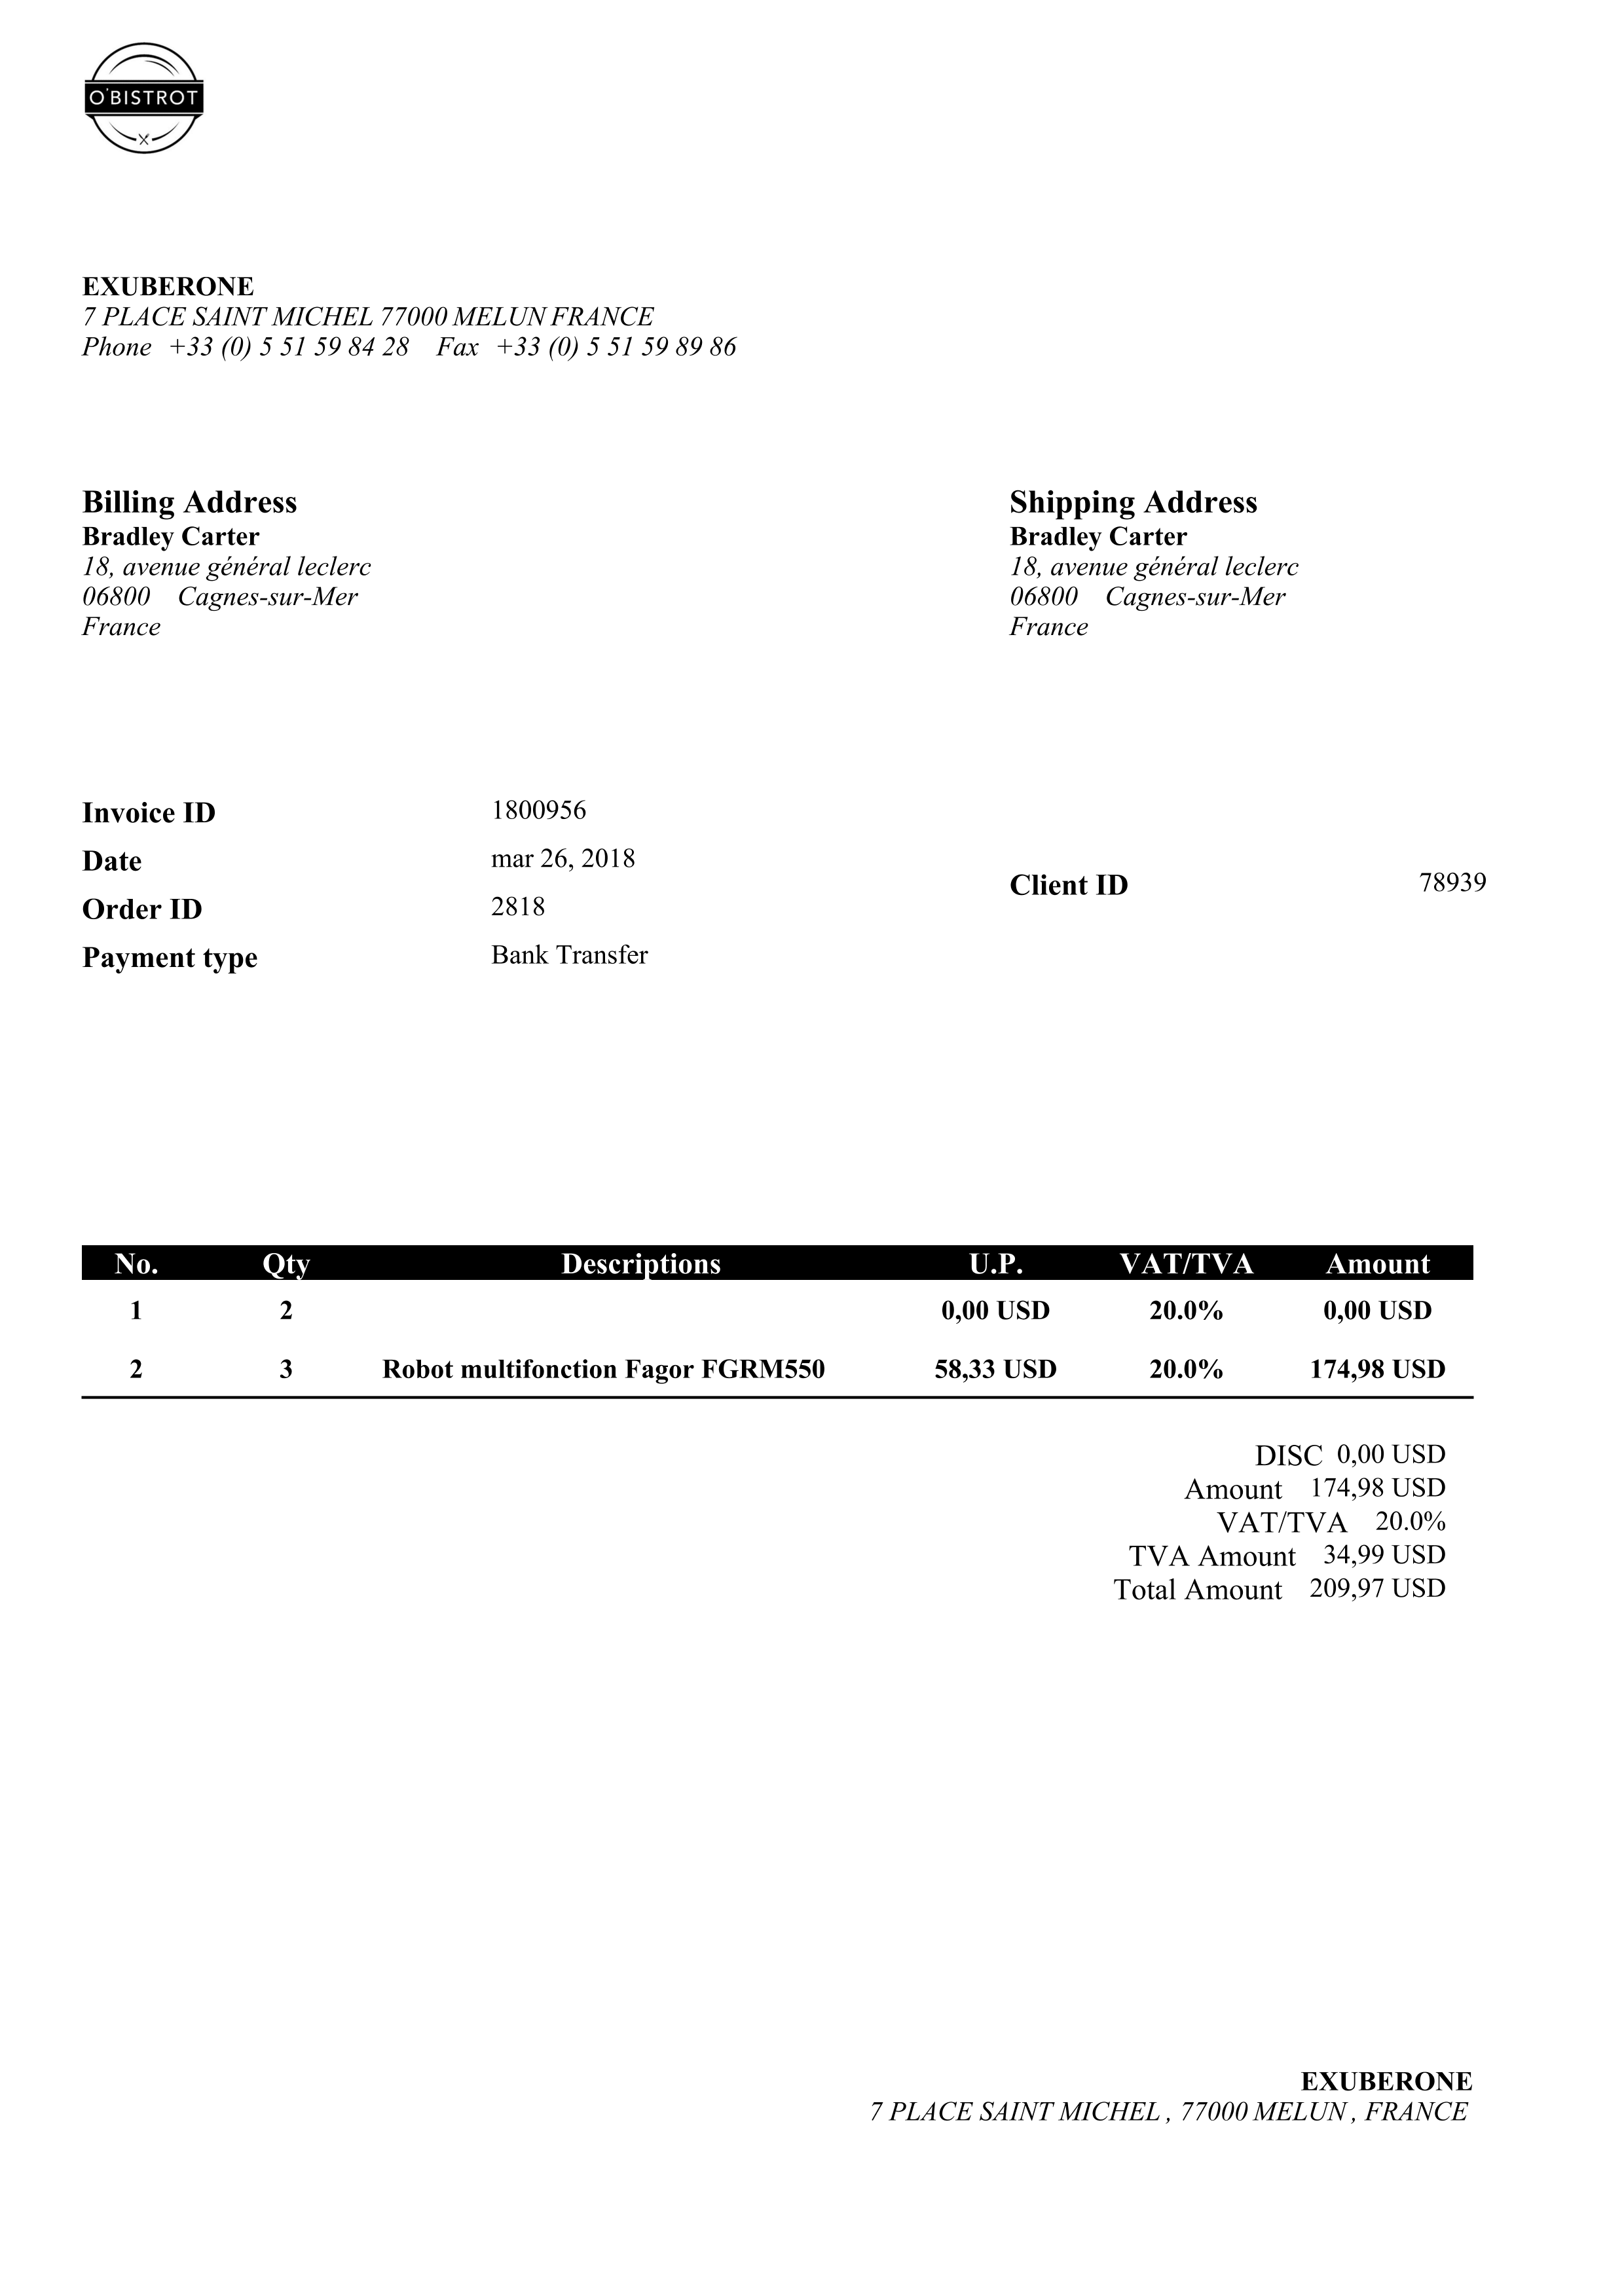 O'BISTROT
EXUBERONE
7 PLACE SAINT MICHEL 77000 MELUN FRANCE
Phone +33 (0) 5 51 59 84 28 Fax +33 (0) 5 51 59 89 86
Billing Address
Bradley Carter
18, avenue général leclerc
06800 Cagnes-sur-Mer
France
Shipping Address
Bradley Carter
18, avenue général leclerc
06800 Cagnes-sur-Mer
France
Invoice ID 1800956
Date mar 26, 2018
Order ID 2818
Payment type Bank Transfer
Client ID 78939
No. Qty Descriptions U.P. VAT/TVA Amount
1 2 0,00 USD 20.0% 0,00 USD
2 3 Robot multifonction Fagor FGRM550 58,33 USD 20.0% 174,98 USD
DISC 0,00 USD
Amount 174,98 USD
VAT/TVA 20.0%
TVA Amount 34,99 USD
Total Amount 209,97 USD
EXUBERONE
7 PLACE SAINT MICHEL , 77000 MELUN , FRANCE